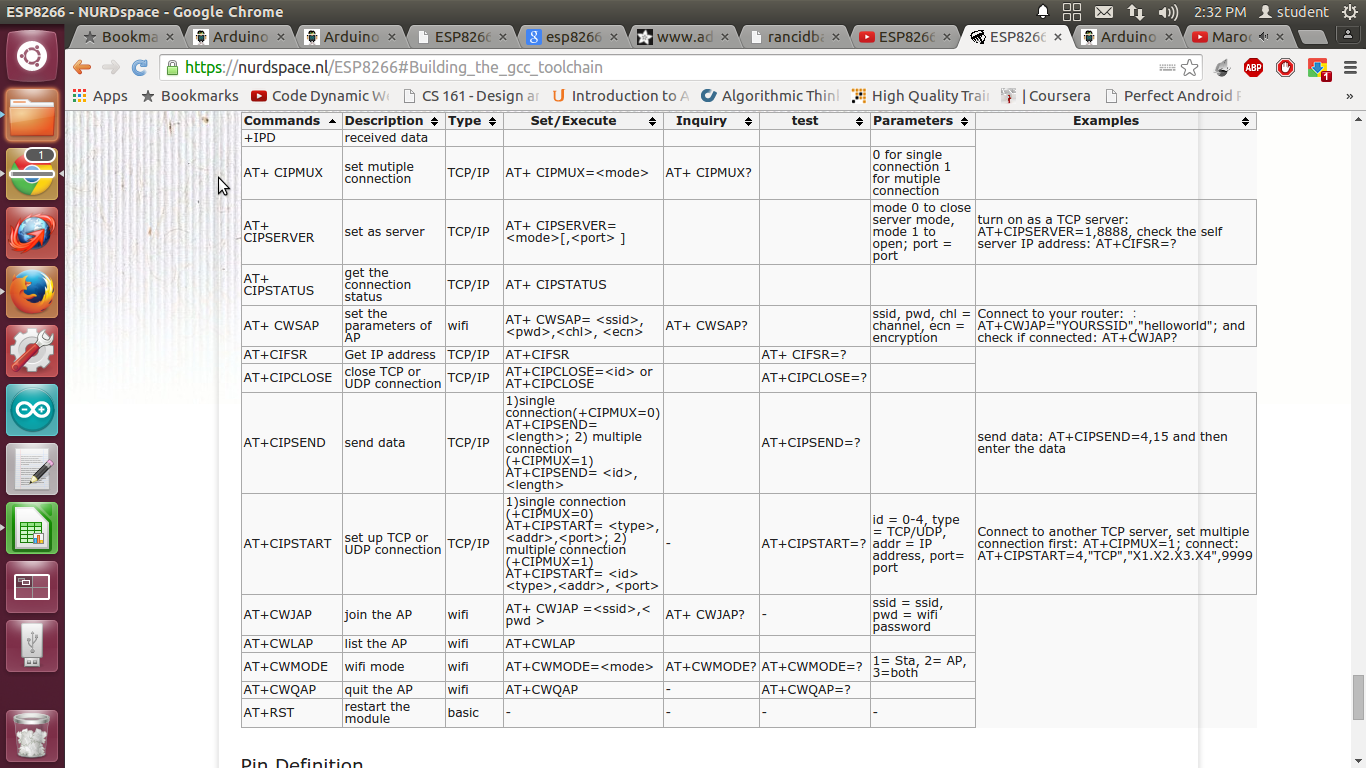 ESP8266 - NURDspace - Google Chrome
2:32 PM
student
Bookma
Arduino
Arduino
ESP8266
esp8266
www.ad
rancidba
ESP8266
ESP8266
Arduino
Maro
https://nurdspace.nl/ESP8266#Building_the_gcc_toolchain
ABP
1
Apps
Bookmarks
Code Dynamic W
CS 161 - Design ar
Introduction to A
Algorithmic Think
High Quality Trai
| Coursera
Perfect Android
»
1
Commands Description Type Set/Execute Inquiry test Parameters Examples
+IPD received data
AT+ CIPMUX
set mutiple
connection
TCP/IP
AT+ CIPMUX=<mode>
AT+ CIPMUX?
0 for single
connection 1
for mutiple
connection
AT+
CIPSERVER
set as server
TCP/IP
AT+ CIPSERVER=
<mode>[,<port> ]
mode 0 to close
server mode,
mode 1 to
open; port =
port
turn on as a TCP server:
AT+CIPSERVER=1,8888, check the self
server IP address: AT+CIFSR=?
AT+
CIPSTATUS
get the
connection
status
TCP/IP
AT+ CIPSTATUS
AT+ CWSAP
set the
parameters of
AP
wifi
AT+ CWSAP= <ssid>,
<pwd>,<chl>, <ecn>
AT+ CWSAP?
ssid, pwd, chl =
channel, ecn =
encryption
Connect to your router: :
AT+CWJAP="YOURSSID","helloworld"; and
check if connected: AT+CWJAP?
AT+CIFSR
Get IP address
TCP/IP
AT+CIFSR
AT+ CIFSR=?
AT+CIPCLOSE
close TCP or
UDP connection
TCP/IP
AT+CIPCLOSE=<id> or
AT+CIPCLOSE
AT+CIPCLOSE=?
AT+CIPSEND
send data
TCP/IP
1)single
connection(+CIPMUX=0)
AT+CIPSEND=
<length>; 2) multiple
connection
(+CIPMUX=1)
AT+CIPSEND= <id>,
<length>
AT+CIPSEND=?
send data: AT+CIPSEND=4,15 and then
enter the data
AT+CIPSTART
set up TCP or
UDP connection
TCP/IP
1)single connection
(+CIPMUX=0)
AT+CIPSTART= <type>,
<addr>,<port>; 2)
multiple connection
(+CIPMUX=1)
AT+CIPSTART= <id>
<type>,<addr>, <port>
-
AT+CIPSTART=?
id = 0-4, type
= TCP/UDP,
addr = IP
address, port=
port
Connect to another TCP server, set multiple
connection first: AT+CIPMUX=1; connect:
AT+CIPSTART=4,"TCP","X1.X2.X3.X4",9999
AT+CWJAP
join the AP
wifi
AT+ CWJAP =<ssid>,<
pwd >
AT+ CWJAP?
-
ssid = ssid,
pwd = wifi
password
AT+CWLAP
list the AP
wifi
AT+CWLAP
AT+CWMODE
wifi mode
wifi
AT+CWMODE=<mode>
AT+CWMODE?
AT+CWMODE=?
1= Sta, 2= AP,
3=both
AT+CWQAP
quit the AP
wifi
AT+CWQAP
-
AT+CWQAP=?
AT+RST
restart the
module
basic
-
-
-
-
Pin Definition